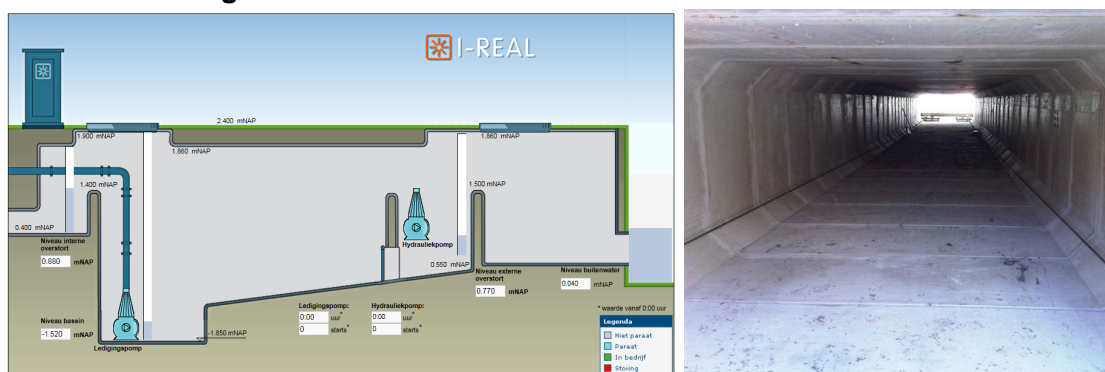 I-REAL
2.400 mNAP
1.900 mNAP
1.860 mNAP
1.860 mNAP
1.400 mNAP
1.500 mNAP
0.400 mNAP
Niveau interne
overstort
0.880 mNAP
Hydrauliekpomp
0.550 mNAP
Niveau externe
overstort
0.770 mNAP
Niveau buitenwater
0.040 mNAP
Niveau bassin
-1.520 mNAP
Ledigingspomp
-1.850 mNAP
Ledigingspomp:
0:00 uur*
0 starts*
Hydrauliekpomp:
0:00 uur*
0 starts*
* waarde vanaf 0:00 uur
Legenda
Niet paraat
Paraat
In bedrijf
Storing